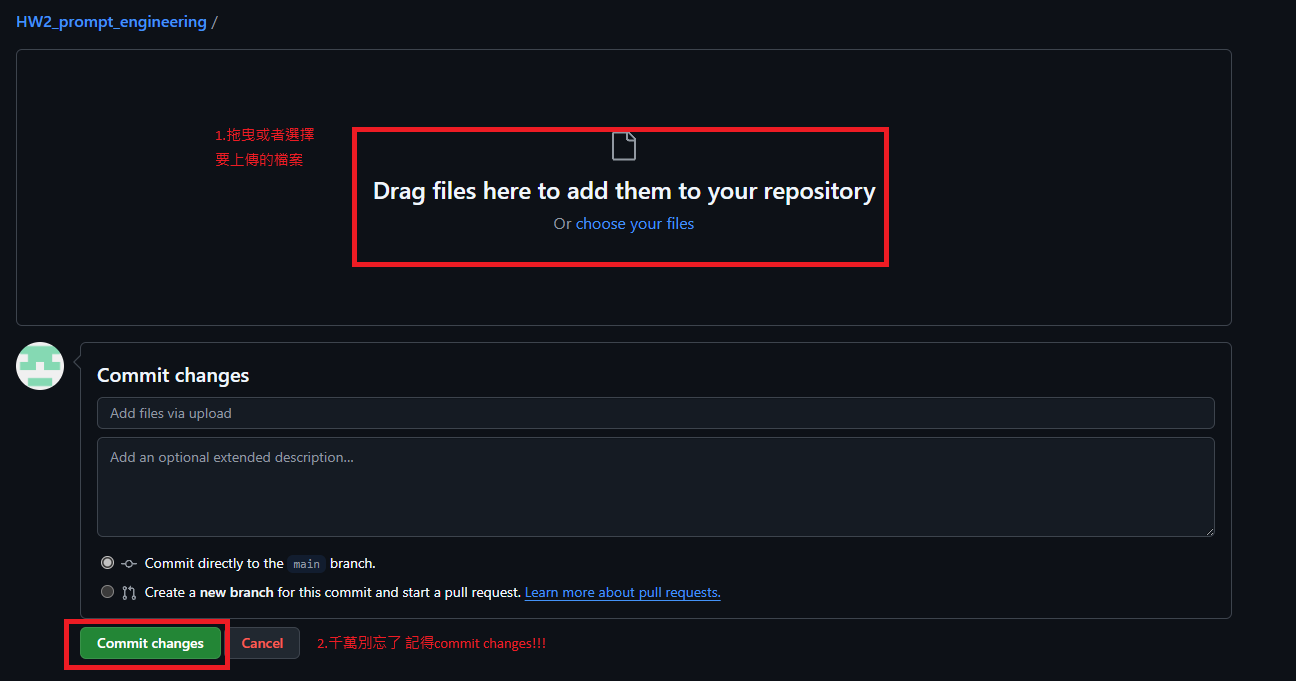 HW2_prompt_engineering /
1.拖曳或者選擇
要上傳的檔案
Drag files here to add them to your repository
Or choose your files
Commit changes
Add files via upload
Add an optional extended description...
Commit directly to the main branch.
Create a new branch for this commit and start a pull request. Learn more about pull requests.
Commit changes
Cancel
2.千萬別忘了 記得commit changes!!!